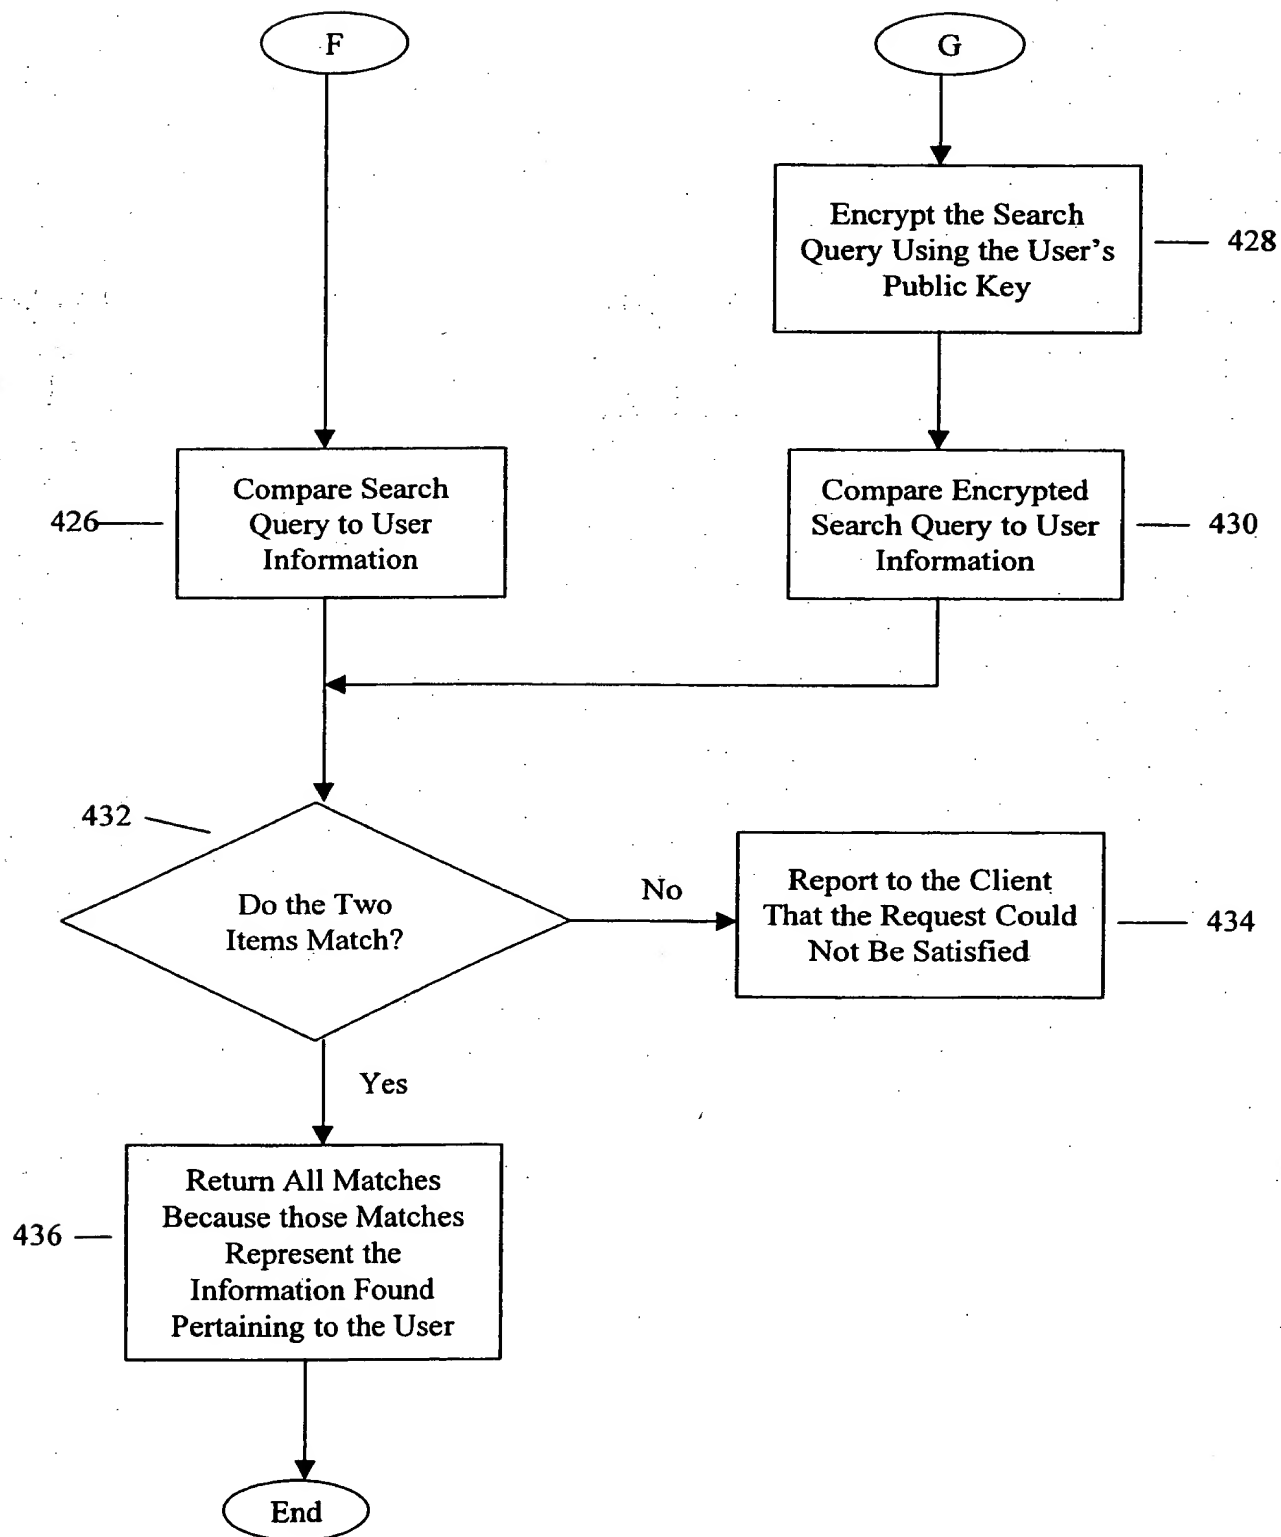 F
G
Encrypt the Search
Query Using the User's
Public Key
428
Compare Search
Query to User
Information
426
Compare Encrypted
Search Query to User
Information
430
432
Do the Two
Items Match?
No
Report to the Client
That the Request Could
Not Be Satisfied
434
Yes
Return All Matches
Because those Matches
Represent the
Information Found
Pertaining to the User
436
End